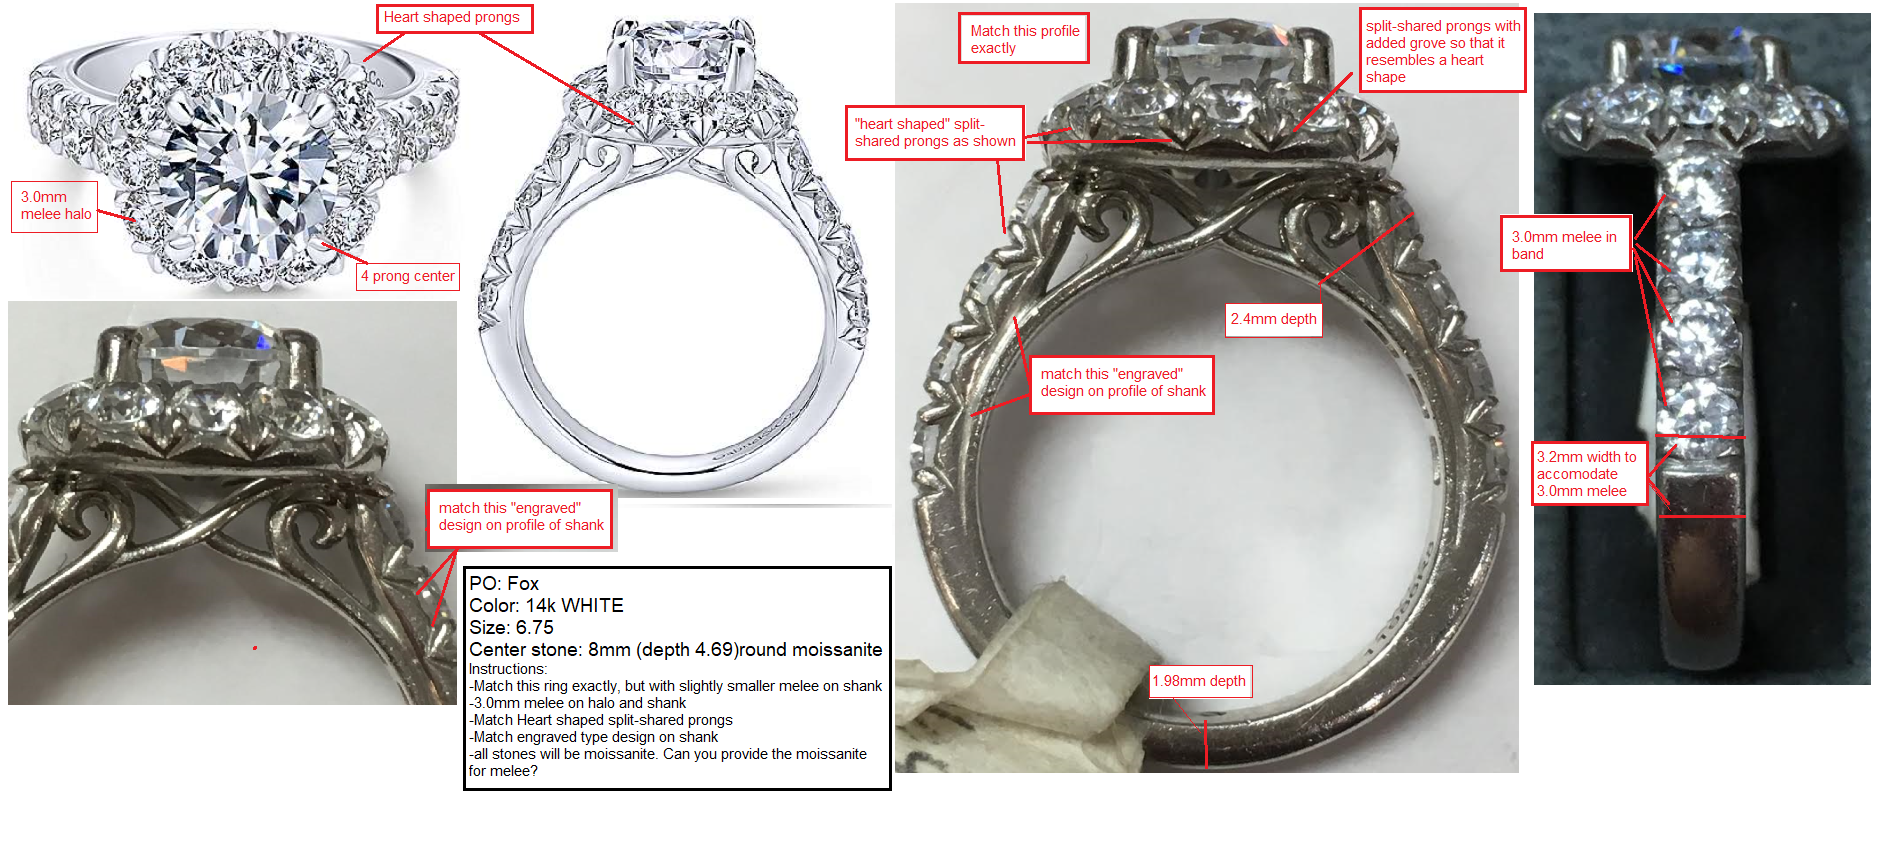 Heart shaped prongs
Co.
3.0mm
melee halo
4 prong center
Match this profile
exactly
split-shared prongs with
added grove so that it
resembles a heart
shape
"heart shaped" split-
shared prongs as shown
3.0mm melee in
band
2.4mm depth
match this "engraved"
design on profile of shank
3.2mm width to
accomodate
3.0mm melee
match this "engraved"
design on profile of shank
1.98mm depth
PO: Fox
Color: 14k WHITE
Size: 6.75
Center stone: 8mm (depth 4.69)round moissanite
Instructions:
-Match this ring exactly, but with slightly smaller melee on shank
-3.0mm melee on halo and shank
-Match Heart shaped split-shared prongs
-Match engraved type design on shank
-all stones will be moissanite. Can you provide the moissanite
for melee?